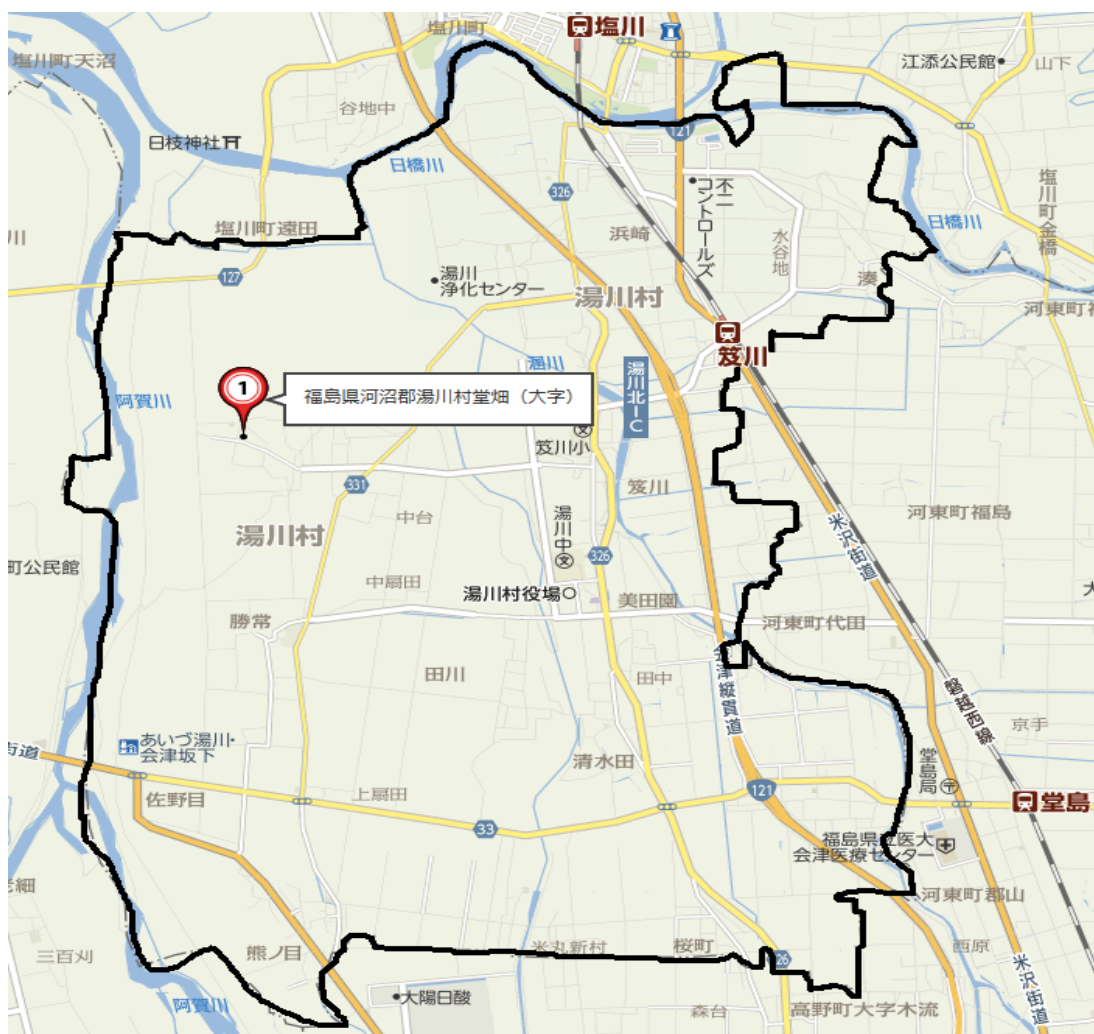 塩川町
塩川
塩川町天沼
江添公民館
山下
谷地中
日枝神社
121
日橋川
326
不二
コントロールズ
塩川町金橋
塩川町遠田
浜崎
水谷地
日橋川
川
127
湯川
浄化センター
湊
湯川村
笈川
阿賀川
1
福島県河沼郡湯川村堂畑（大字）
湯川北IC
文
笈川小
331
笈川
中台
湯川中文
河東町福島
米沢街道
湯川村
町公民館
326
中扇田
湯川村役場
美田園
勝常
河東町代田
田川
田中
会津縦貫道
磐越西線
京手
街道
あいづ湯川・
会津坂下
清水田
堂島局
佐野目
上扇田
121
堂島
33
福島県立医大
会津医療センター
河東町郡山
三百刈
熊ノ目
米丸新村
桜町
西原
阿賀川
大陽日酸
森台
高野町大字木流
米沢街道